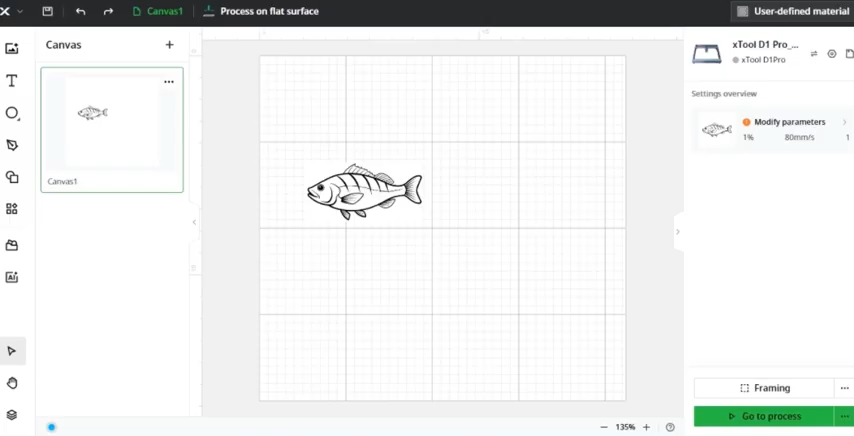 Canvas1
Process on flat surface
User-defined material
Canvas
+
xTool D1 Pro_...
xTool D1Pro
Settings overview
Modify parameters
1% 80mm/s 1
Canvas1
T
AI
Framing
Go to process
135%